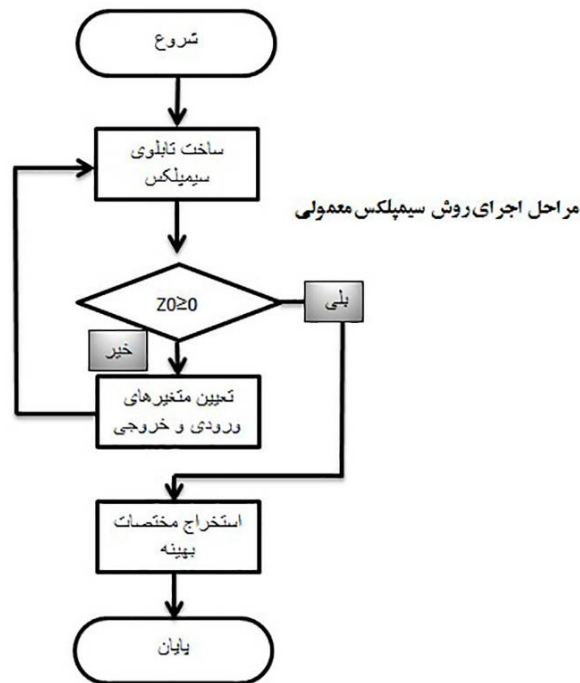 شروع
ساخت تابلوی
سیمپلکس
مراحل اجرای روش سیمپلکس معمولی
Z0≥0
بلی
خیر
تعیین متغیرهای
ورودی و خروجی
استخراج مختصات
بهینه
پایان